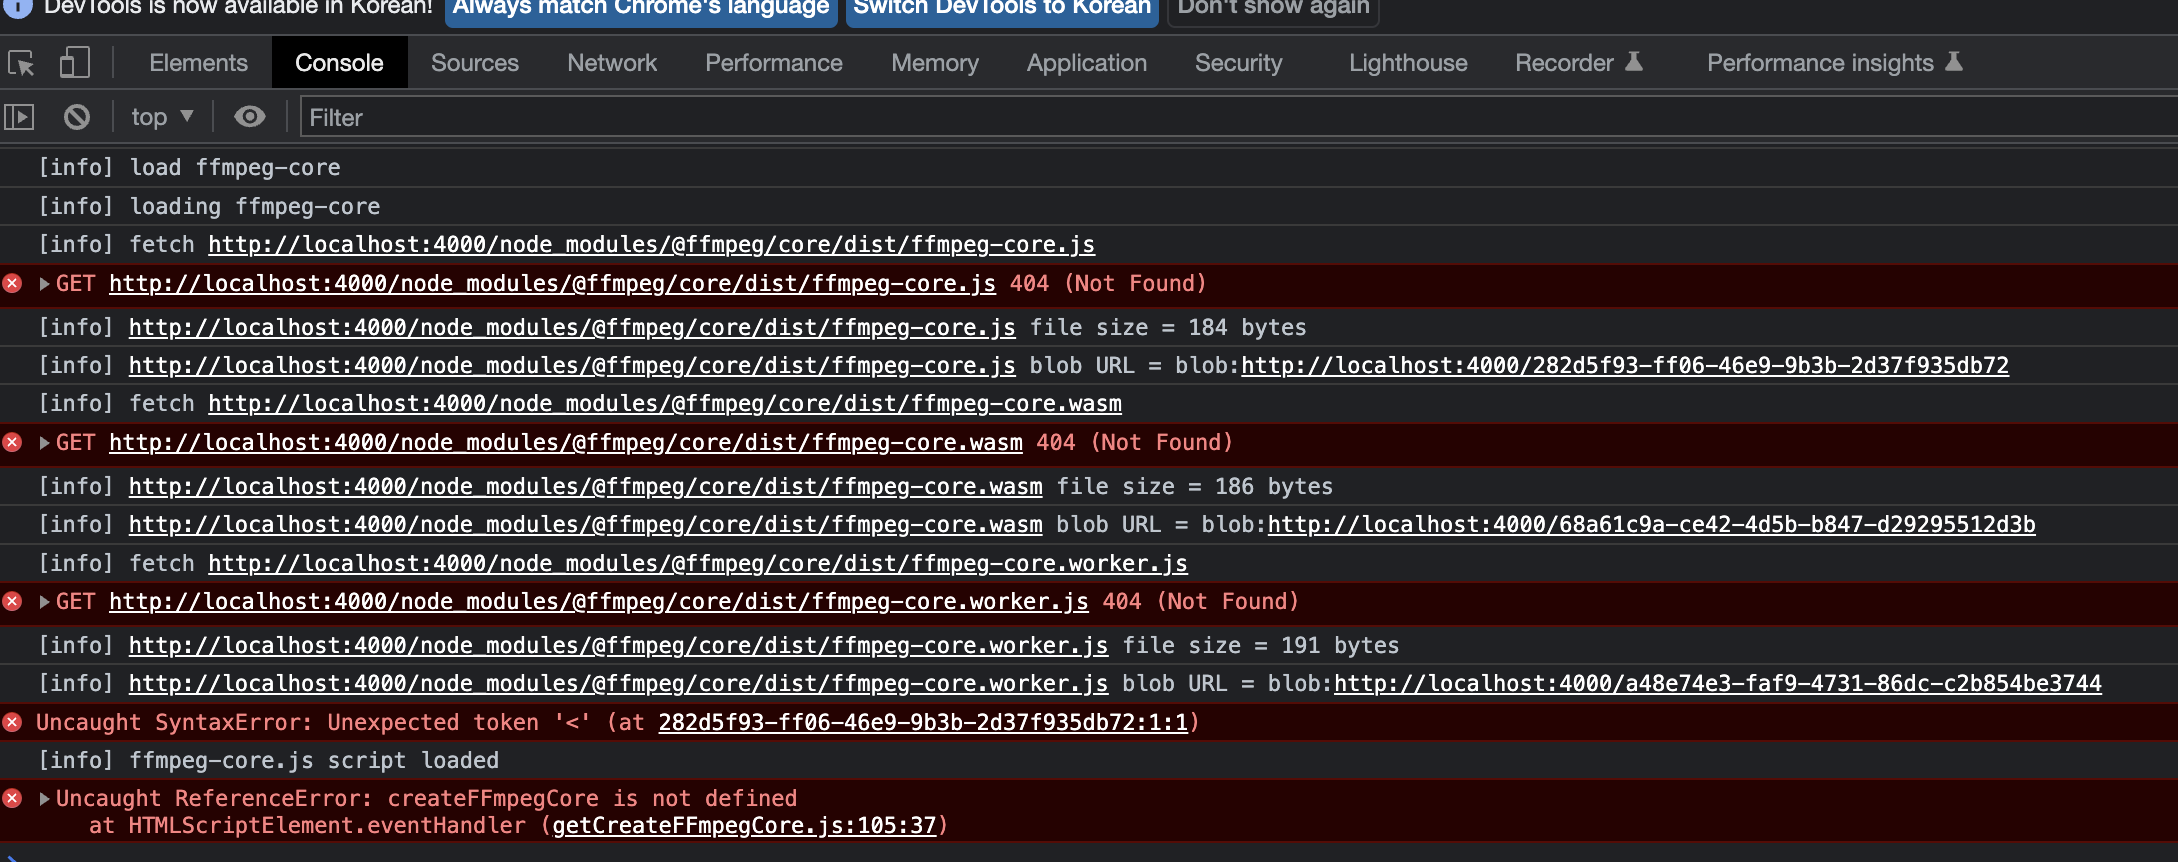 DevTools is now available in Korean! Always match Chrome's language Switch DevTools to Korean Don't show again
Elements Console Sources Network Performance Memory Application Security Lighthouse Recorder Performance insights
top Filter
[info] load ffmpeg-core
[info] loading ffmpeg-core
[info] fetch http://localhost:4000/node_modules/@ffmpeg/core/dist/ffmpeg-core.js
GET http://localhost:4000/node_modules/@ffmpeg/core/dist/ffmpeg-core.js 404 (Not Found)
[info] http://localhost:4000/node_modules/@ffmpeg/core/dist/ffmpeg-core.js file size = 184 bytes
[info] http://localhost:4000/node_modules/@ffmpeg/core/dist/ffmpeg-core.js blob URL = blob:http://localhost:4000/282d5f93-ff06-46e9-9b3b-2d37f935db72
[info] fetch http://localhost:4000/node_modules/@ffmpeg/core/dist/ffmpeg-core.wasm
GET http://localhost:4000/node_modules/@ffmpeg/core/dist/ffmpeg-core.wasm 404 (Not Found)
[info] http://localhost:4000/node_modules/@ffmpeg/core/dist/ffmpeg-core.wasm file size = 186 bytes
[info] http://localhost:4000/node_modules/@ffmpeg/core/dist/ffmpeg-core.wasm blob URL = blob:http://localhost:4000/68a61c9a-ce42-4d5b-b847-d29295512d3b
[info] fetch http://localhost:4000/node_modules/@ffmpeg/core/dist/ffmpeg-core.worker.js
GET http://localhost:4000/node_modules/@ffmpeg/core/dist/ffmpeg-core.worker.js 404 (Not Found)
[info] http://localhost:4000/node_modules/@ffmpeg/core/dist/ffmpeg-core.worker.js file size = 191 bytes
[info] http://localhost:4000/node_modules/@ffmpeg/core/dist/ffmpeg-core.worker.js blob URL = blob:http://localhost:4000/a48e74e3-faf9-4731-86dc-c2b854be3744
Uncaught SyntaxError: Unexpected token '<' (at 282d5f93-ff06-46e9-9b3b-2d37f935db72:1:1)
[info] ffmpeg-core.js script loaded
Uncaught ReferenceError: createFFmpegCore is not defined
at HTMLScriptElement.eventHandler (getCreateFFmpegCore.js:105:37)